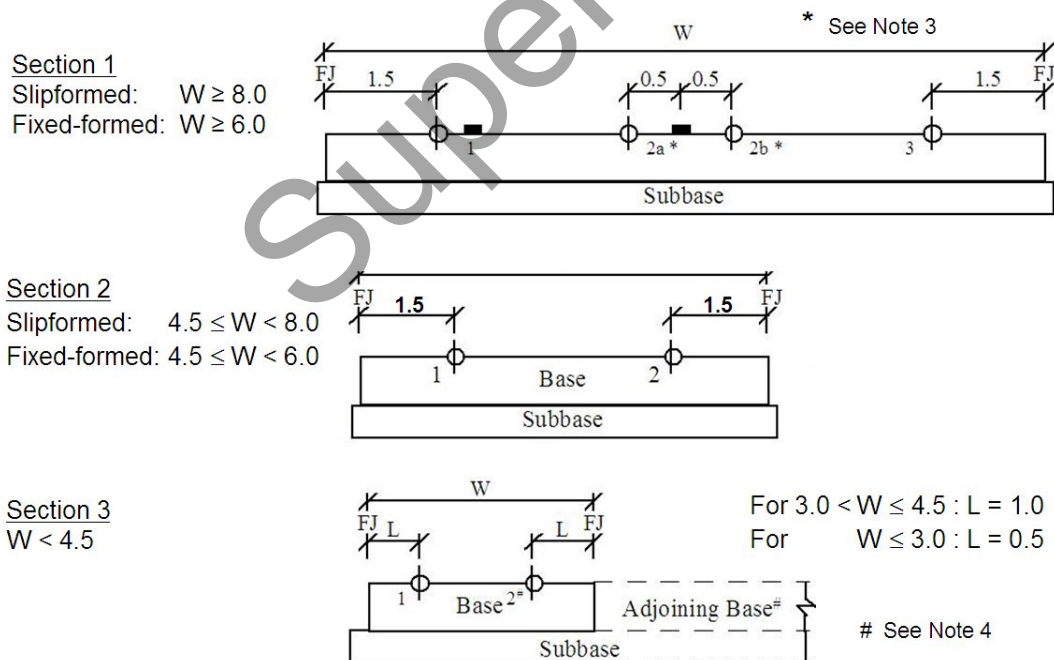 * See Note 3
W
Section 1
Slipformed: W ≥ 8.0
Fixed-formed: W ≥ 6.0
FJ 1.5 0.5 0.5 1.5 FJ
1 2a * 2b * 3
Subbase
Super
Section 2
Slipformed: 4.5 ≤ W < 8.0
Fixed-formed: 4.5 ≤ W < 6.0
FJ 1.5 1.5 FJ
1 Base 2
Subbase
Section 3
W < 4.5
W
FJ L L FJ
For 3.0 < W ≤ 4.5 : L = 1.0
For W ≤ 3.0 : L = 0.5
1 Base 2# Adjoining Base#
# See Note 4
Subbase